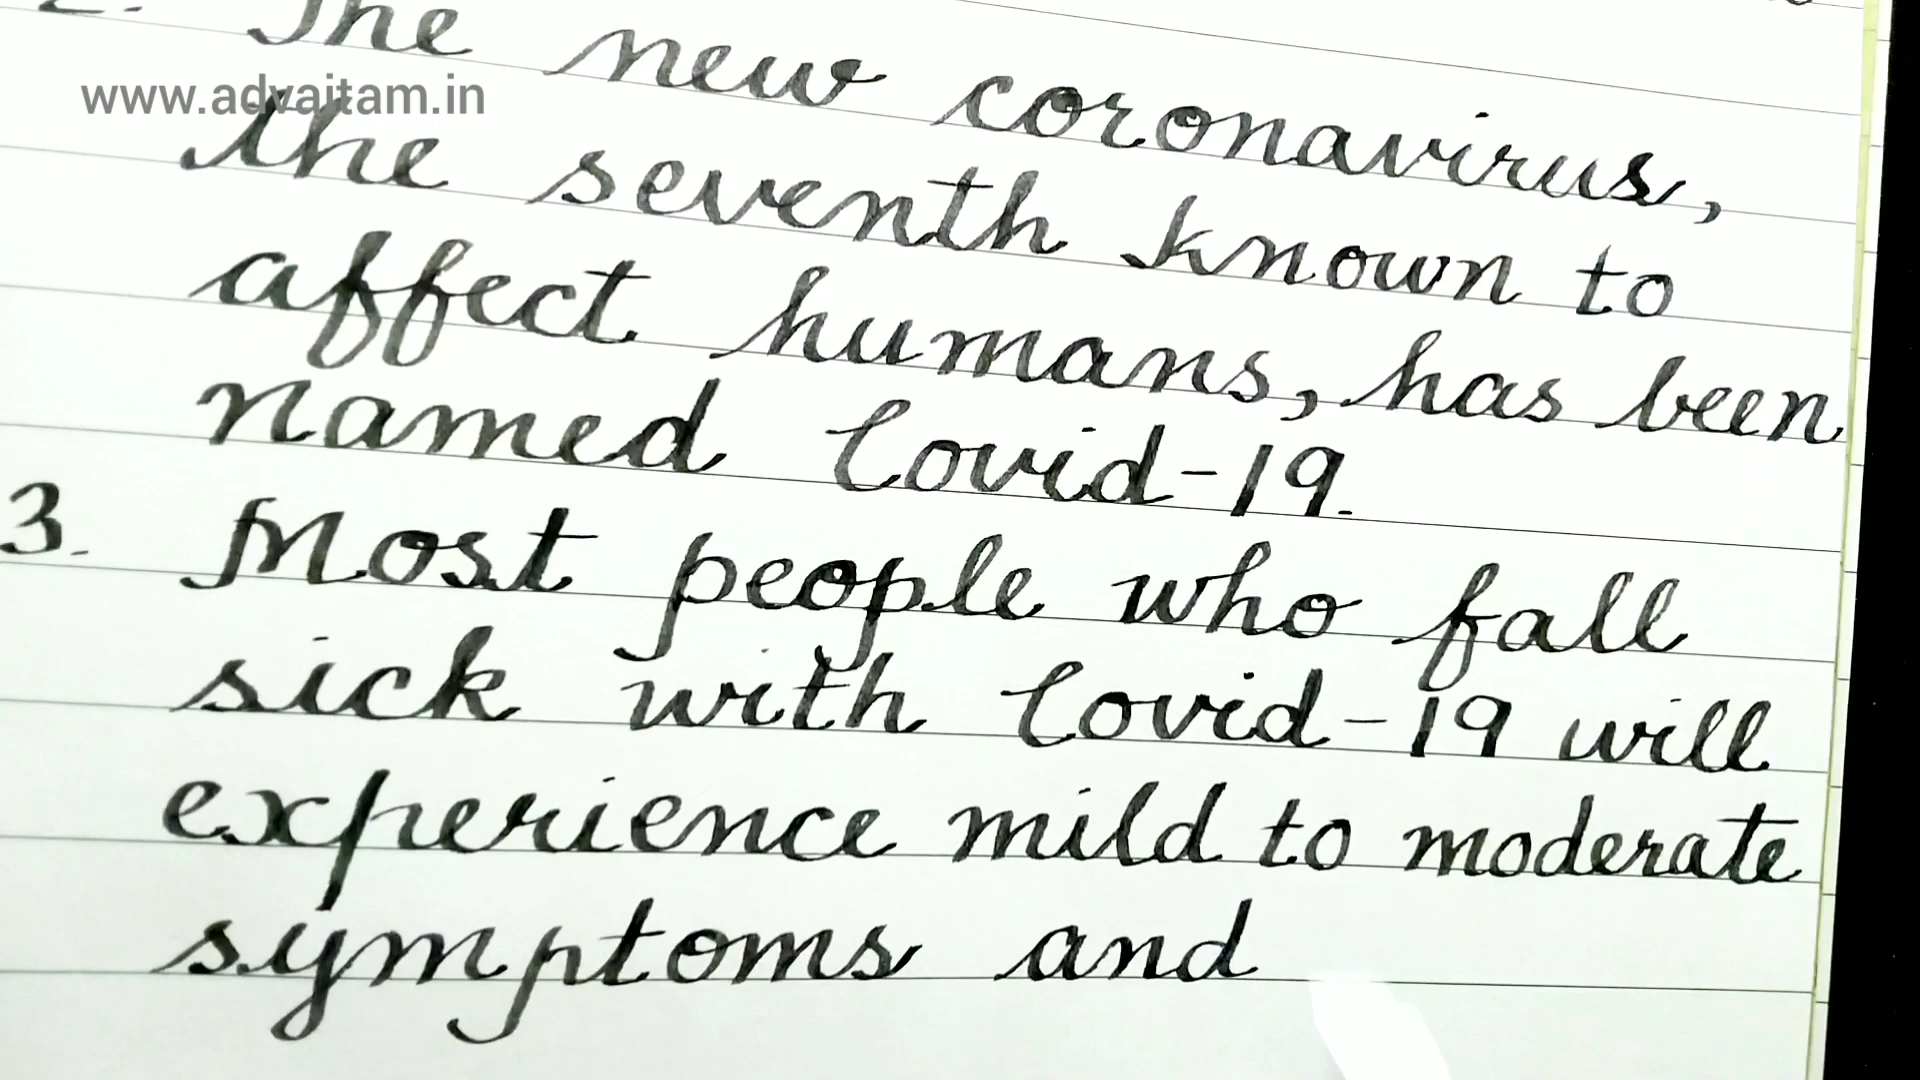 2. The new coronavirus,
www.advaitam.in
the seventh known to
affect humans, has been
named Covid-19.
3. Most people who fall
sick with Covid-19 will
experience mild to moderate
symptoms and